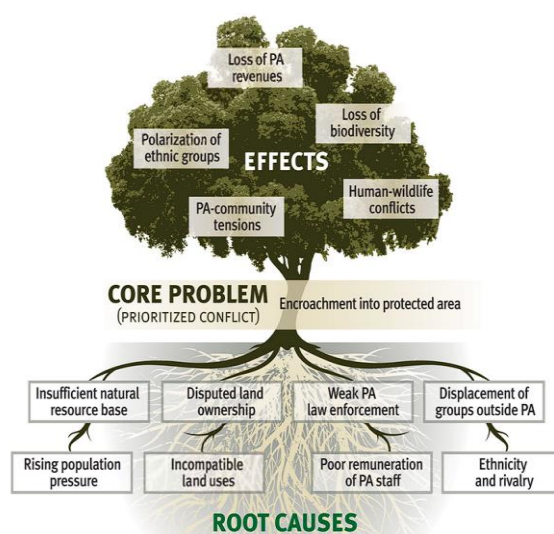 Loss of PA
revenues
Loss of
biodiversity
Polarization of
ethnic groups
EFFECTS
Human-wildlife
conflicts
PA-community
tensions
CORE PROBLEM
(PRIORITIZED CONFLICT)
Encroachment into protected area
Insufficient natural
resource base
Disputed land
ownership
Weak PA
law enforcement
Displacement of
groups outside PA
Rising population
pressure
Incompatible
land uses
Poor remuneration
of PA staff
Ethnicity
and rivalry
ROOT CAUSES